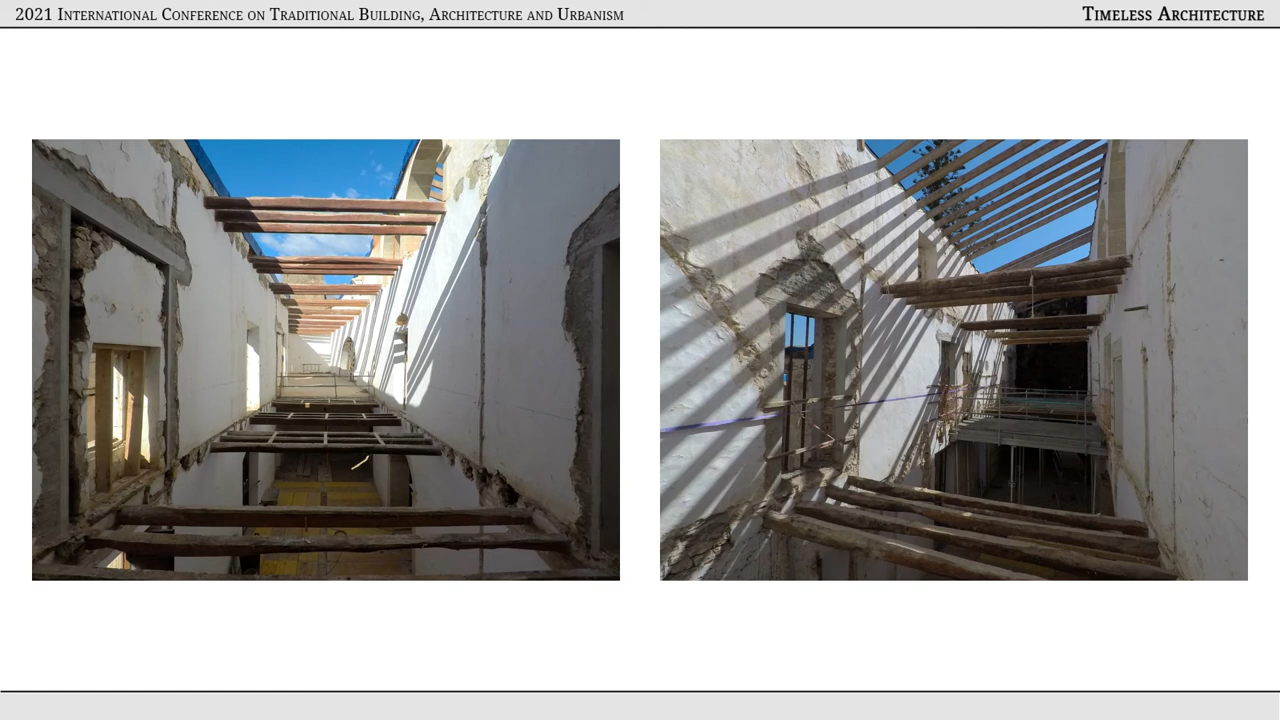 2021 International Conference on Traditional Building, Architecture and Urbanism
Timeless Architecture